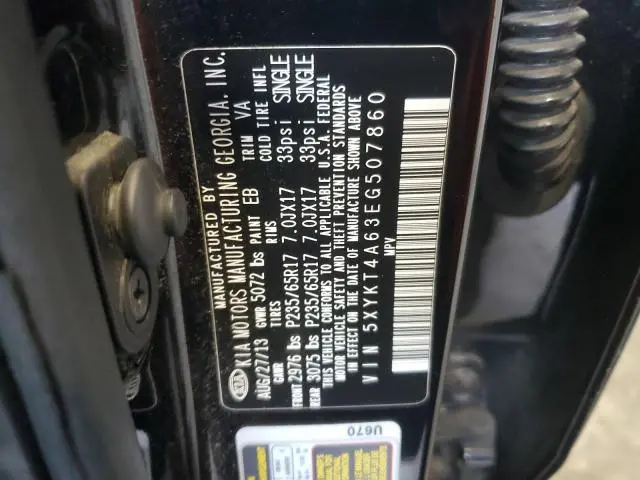 MANUFACTURED BY
KIA KIA MOTORS MANUFACTURING GEORGIA, INC.
AUG/27/13 GVWR 5072 lbs PAINT EB TRIM VA
GAWR TIRES RIMS COLD TIRE INFL
FRONT 2976 lbs P235/65R17 7.0JX17 33psi SINGLE
REAR 3075 lbs P235/65R17 7.0JX17 33psi SINGLE
THIS VEHICLE CONFORMS TO ALL APPLICABLE U.S.A. FEDERAL
MOTOR VEHICLE SAFETY AND THEFT PREVENTION STANDARDS
IN EFFECT ON THE DATE OF MANUFACTURE SHOWN ABOVE
VIN 5XYKT4A63EG507860
MPV
U670